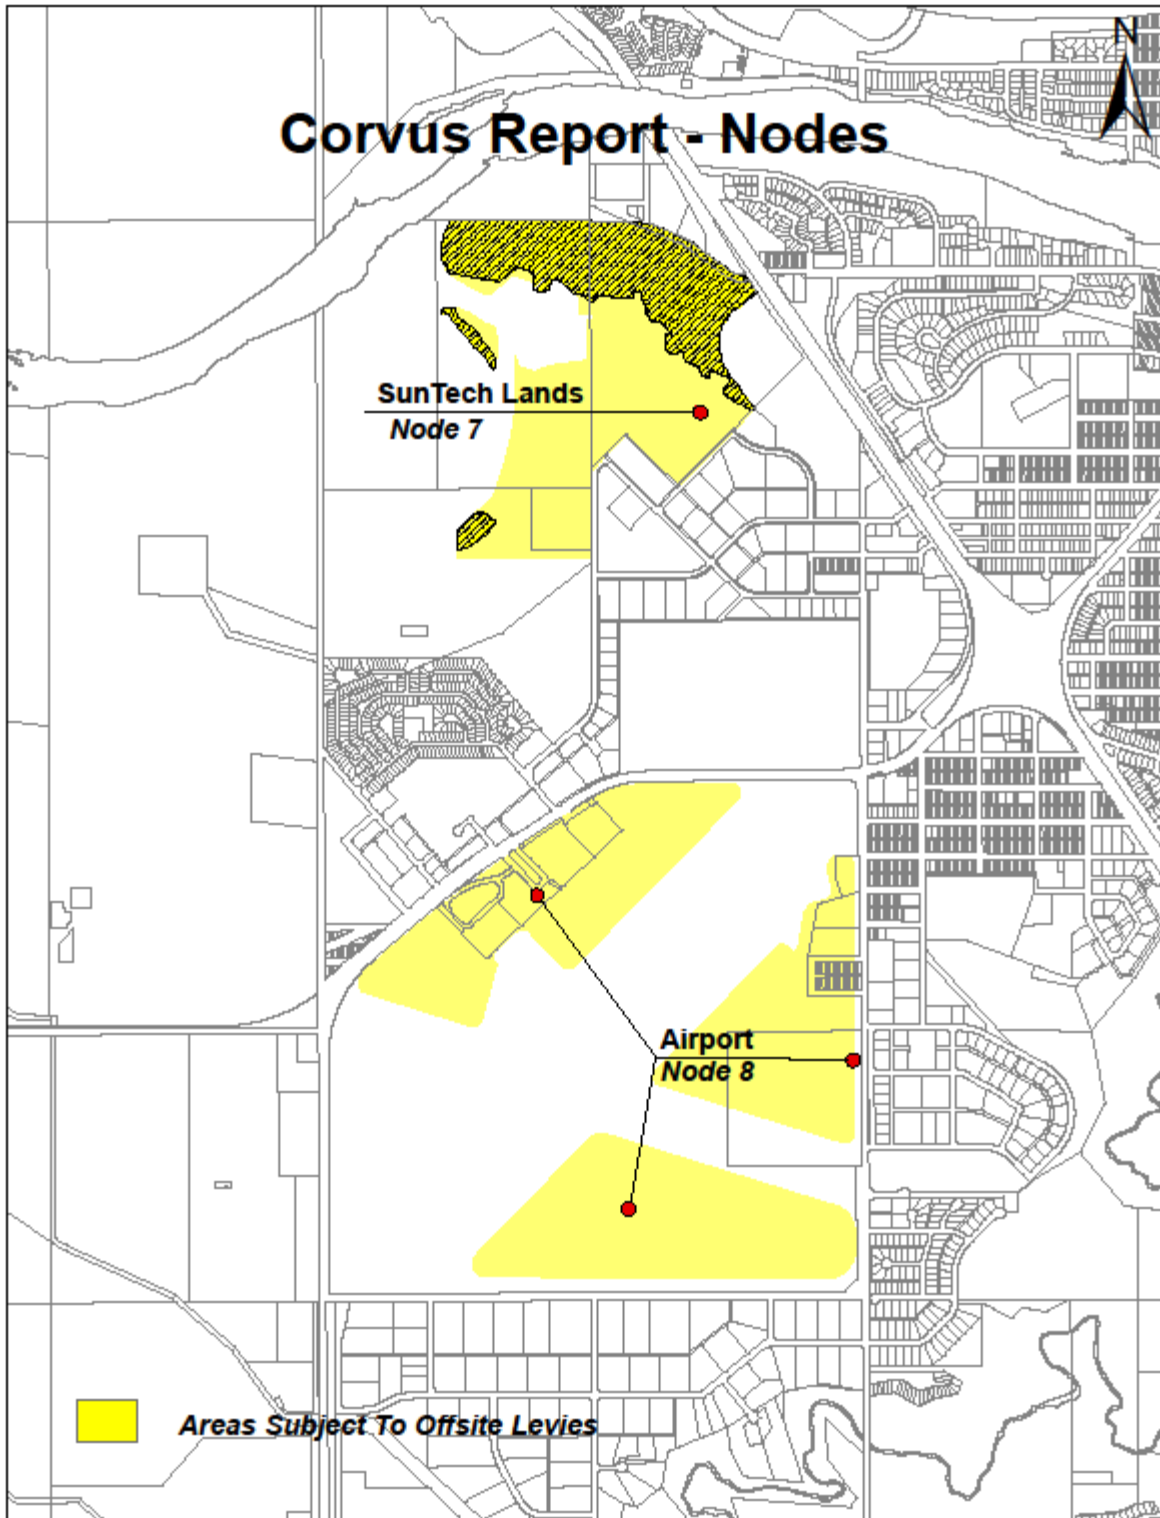 N
Corvus Report - Nodes
SunTech Lands
Node 7
Airport
Node 8
Areas Subject To Offsite Levies